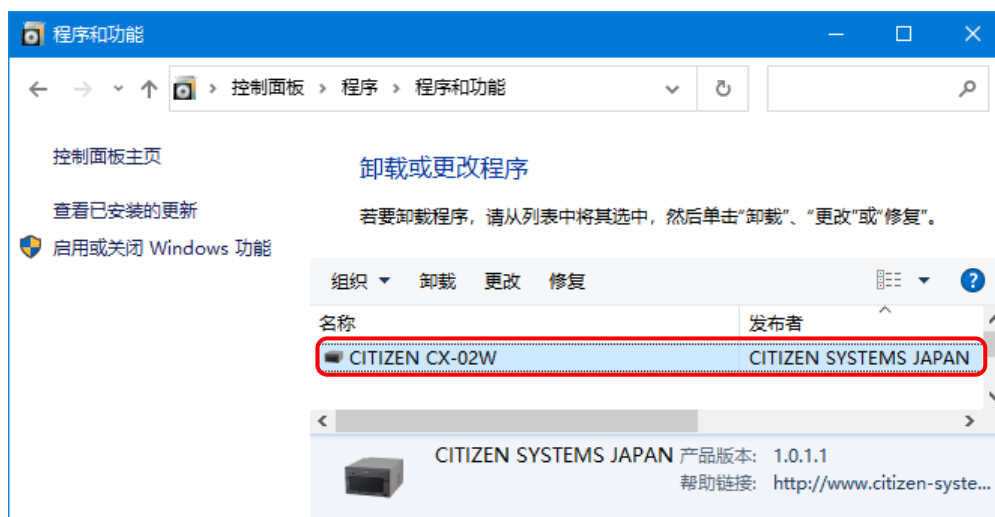 程序和功能
控制面板 › 程序 › 程序和功能
控制面板主页
查看已安装的更新
启用或关闭 Windows 功能
卸载或更改程序
若要卸载程序，请从列表中将其选中，然后单击“卸载”、“更改”或“修复”。
组织 卸载 更改 修复
名称 发布者
CITIZEN CX-02W CITIZEN SYSTEMS JAPAN
CITIZEN SYSTEMS JAPAN 产品版本: 1.0.1.1
帮助链接: http://www.citizen-syste...